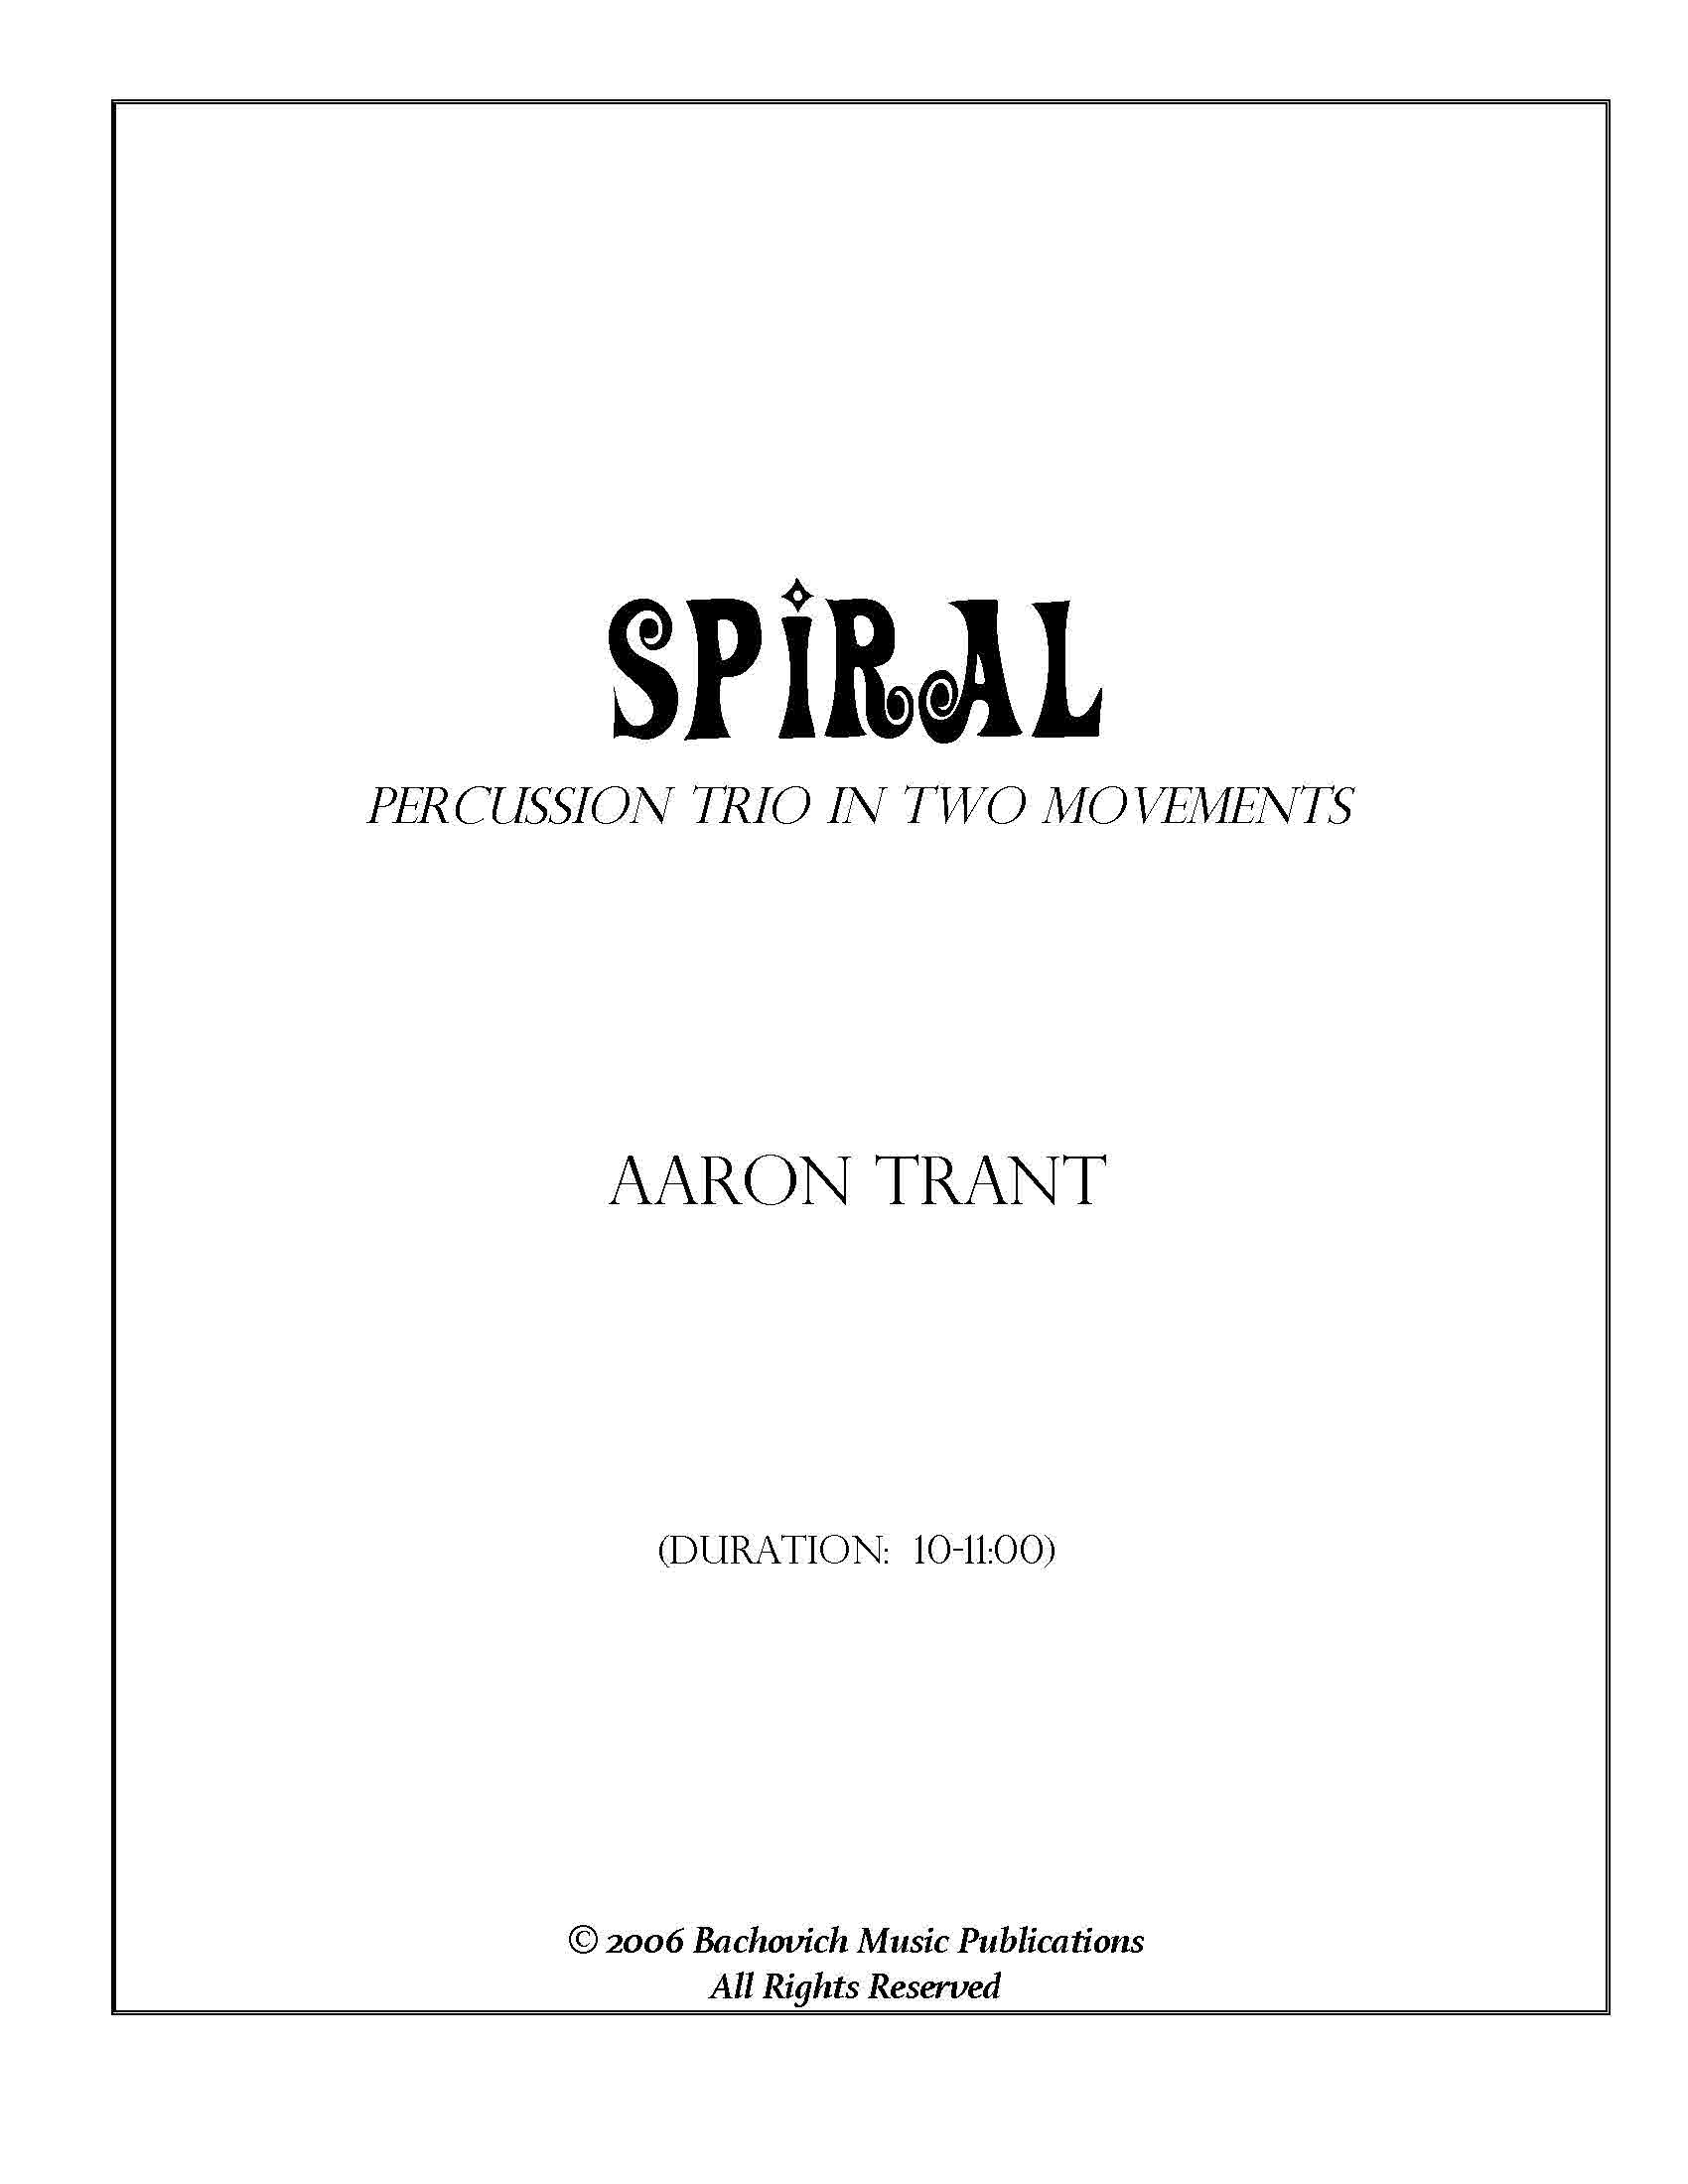 SPiRAL
PERCUSSION TRIO IN TWO MOVEMENTS
AARON TRANT
(DURATION: 10-11:00)
© 2006 Bachovich Music Publications
All Rights Reserved